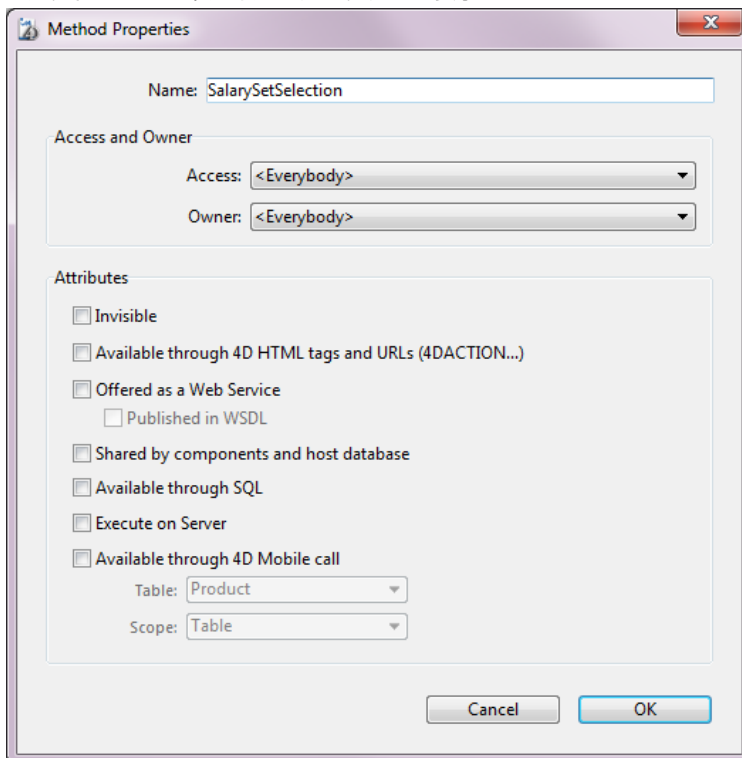 Method Properties
Name: SalarySetSelection
Access and Owner
Access: <Everybody>
Owner: <Everybody>
Attributes
Invisible
Available through 4D HTML tags and URLs (4DACTION...)
Offered as a Web Service
Published in WSDL
Shared by components and host database
Available through SQL
Execute on Server
Available through 4D Mobile call
Table: Product
Scope: Table
Cancel OK